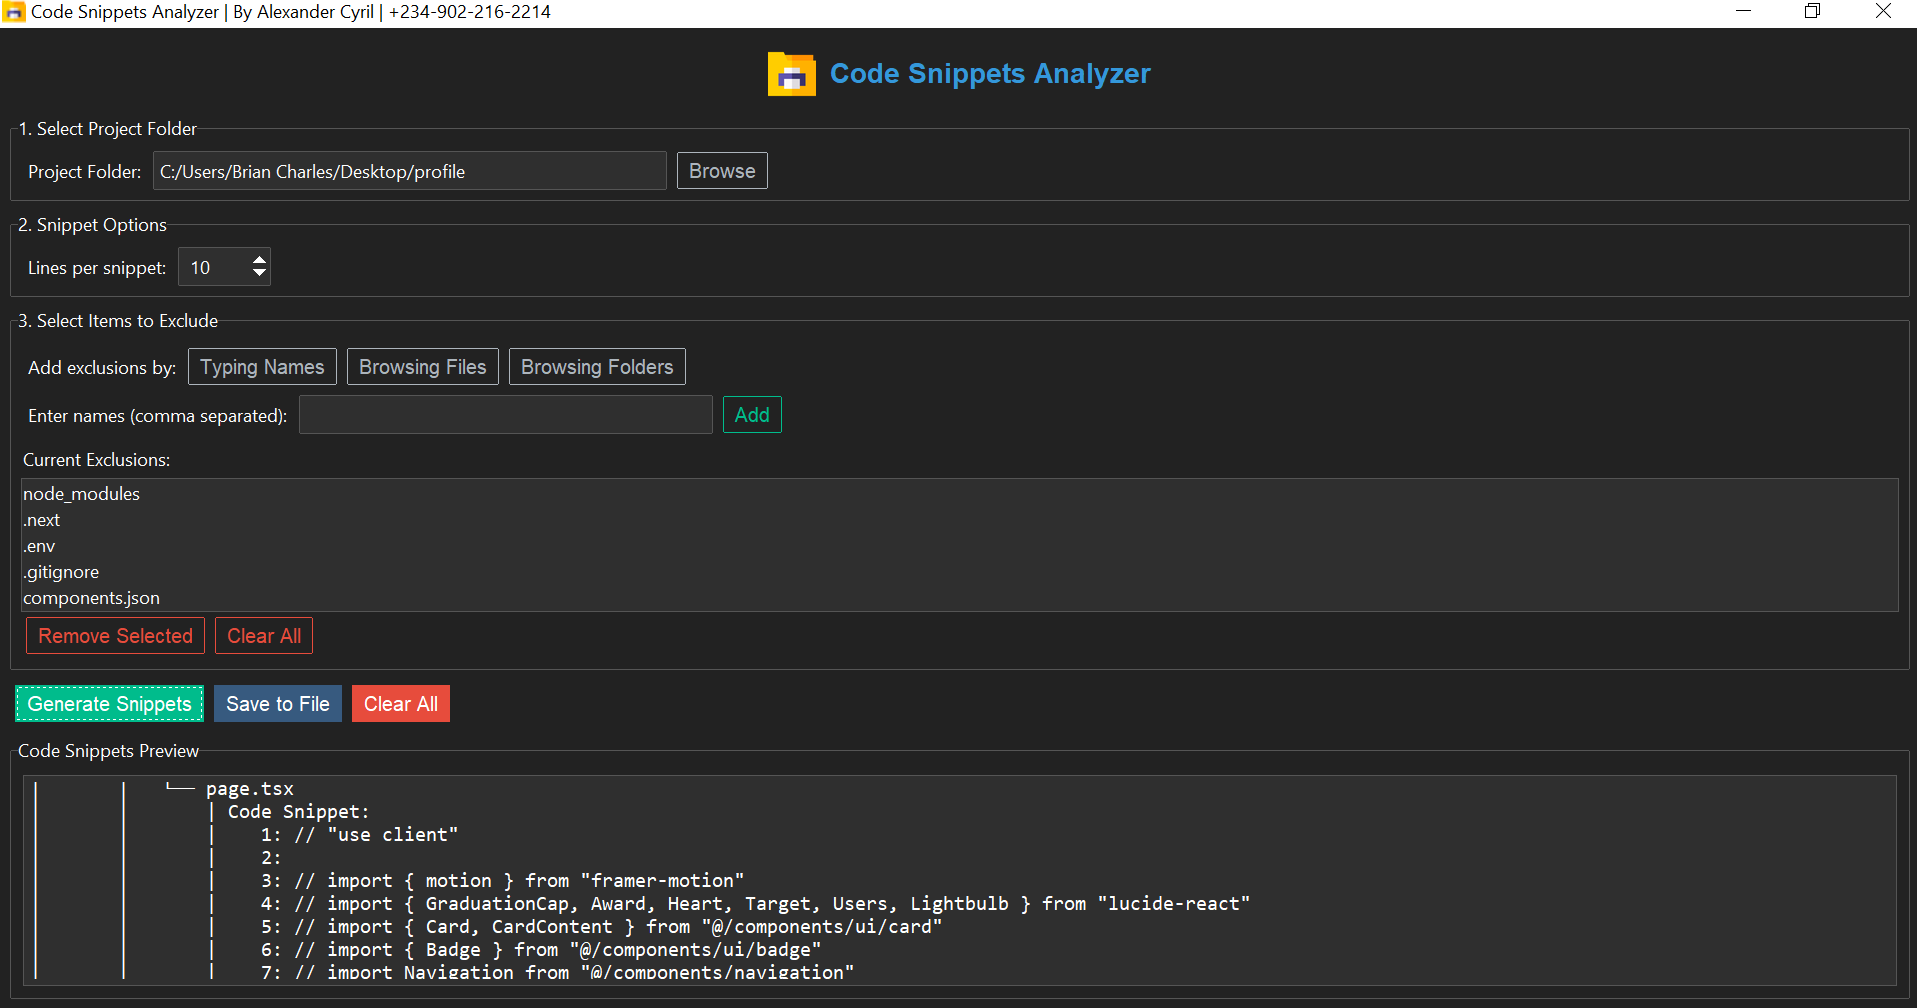 Code Snippets Analyzer | By Alexander Cyril | +234-902-216-2214
Code Snippets Analyzer
1. Select Project Folder
Project Folder: C:/Users/Brian Charles/Desktop/profile Browse
2. Snippet Options
Lines per snippet: 10
3. Select Items to Exclude
Add exclusions by: Typing Names Browsing Files Browsing Folders
Enter names (comma separated): Add
Current Exclusions:
node_modules
.next
.env
.gitignore
components.json
Remove Selected Clear All
Generate Snippets Save to File Clear All
Code Snippets Preview
│ │ └── page.tsx
│ │ | Code Snippet:
│ │ | 1: // "use client"
│ │ | 2:
│ │ | 3: // import { motion } from "framer-motion"
│ │ | 4: // import { GraduationCap, Award, Heart, Target, Users, Lightbulb } from "lucide-react"
│ │ | 5: // import { Card, CardContent } from "@/components/ui/card"
│ │ | 6: // import { Badge } from "@/components/ui/badge"
│ │ | 7: // import Navigation from "@/components/navigation"